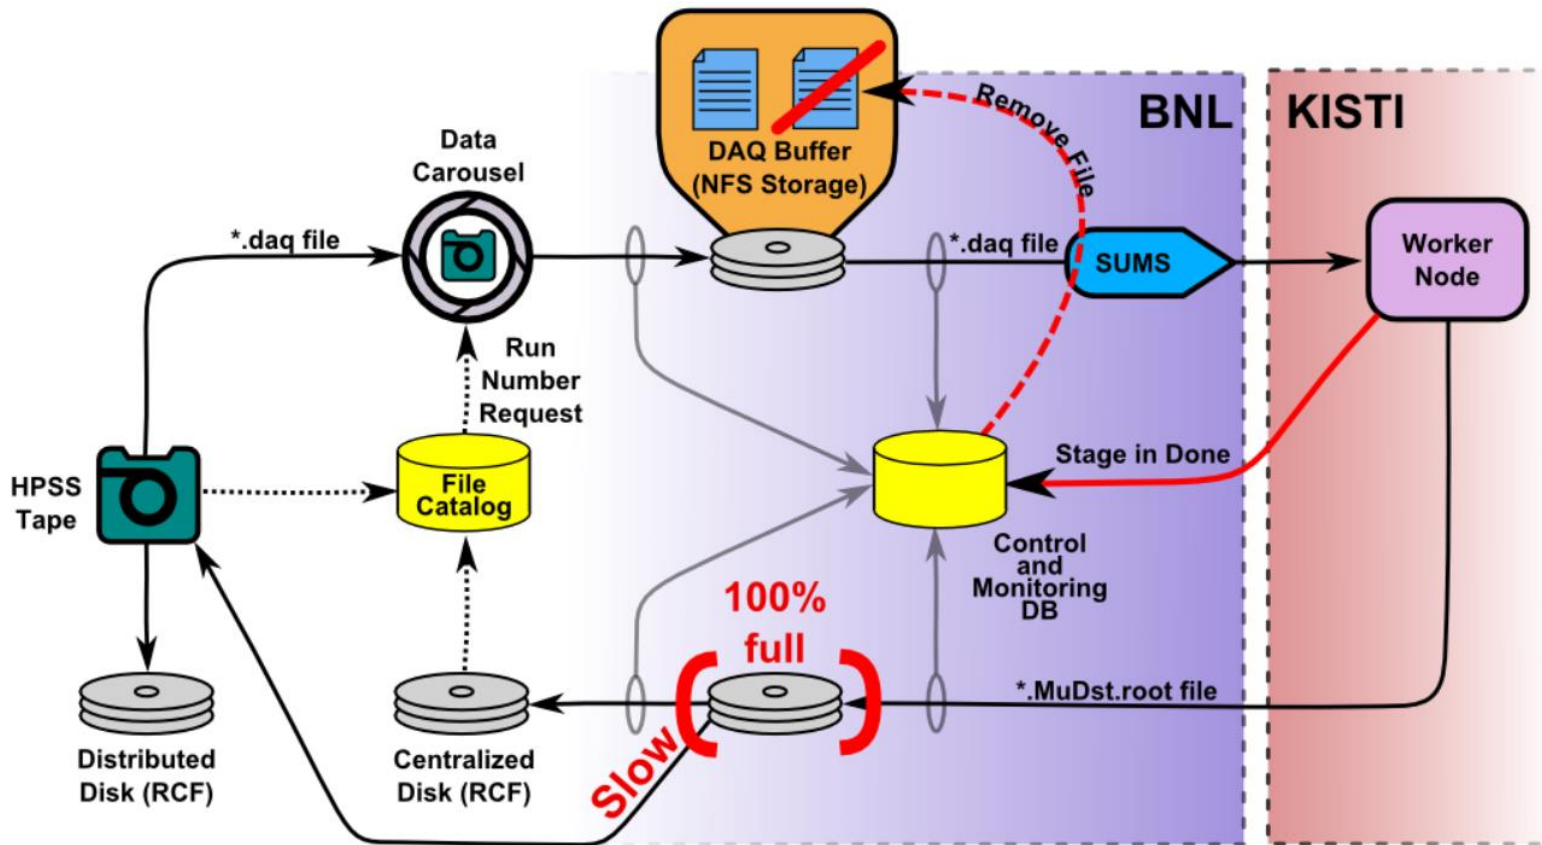 BNL
KISTI
Data
Carousel
DAQ Buffer
(NFS Storage)
Remove File
*.daq file
*.daq file
SUMS
Worker
Node
Run
Number
Request
HPSS
Tape
File
Catalog
Stage in Done
Control
and
Monitoring
DB
100%
full
*.MuDst.root file
Slow
Distributed
Disk (RCF)
Centralized
Disk (RCF)